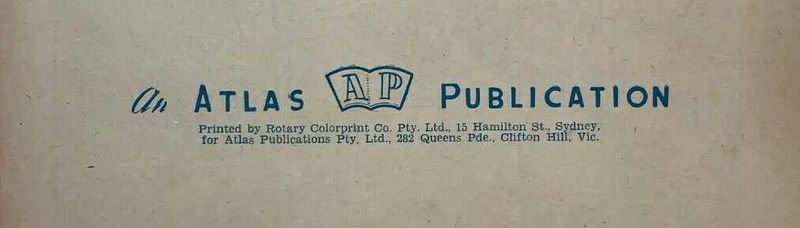 An ATLAS AP PUBLICATION
Printed by Rotary Colorprint Co. Pty. Ltd., 15 Hamilton St., Sydney,
for Atlas Publications Pty, Ltd., 282 Queens Pde., Clifton Hill, Vic.